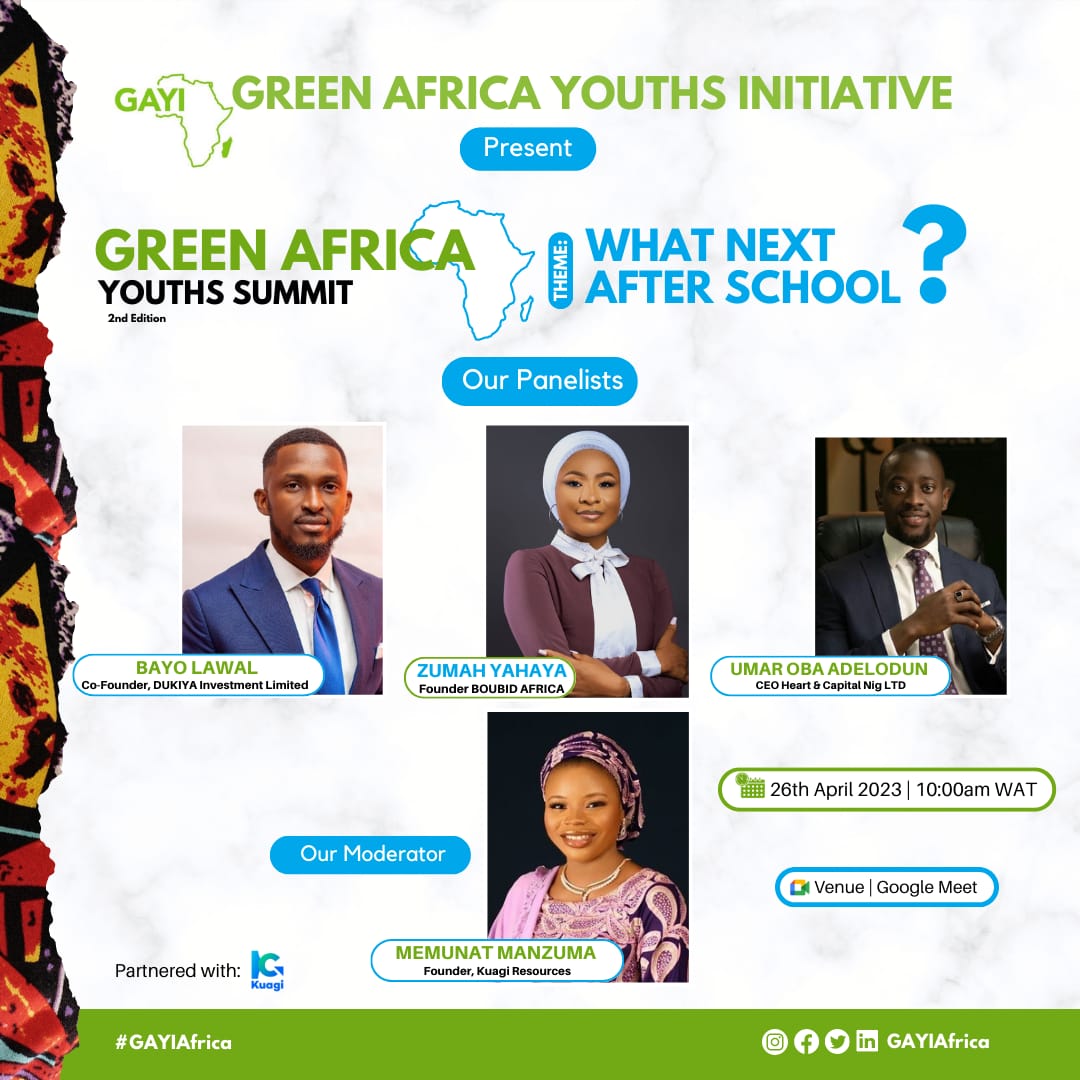 GAYI
GREEN AFRICA YOUTHS INITIATIVE
Present
GREEN AFRICA
YOUTHS SUMMIT
2nd Edition
THEME:
WHAT NEXT
AFTER SCHOOL ?
Our Panelists
BAYO LAWAL
Co-Founder, DUKIYA Investment Limited
ZUMAH YAHAYA
Founder BOUBID AFRICA
UMAR OBA ADELODUN
CEO Heart & Capital Nig LTD
26th April 2023 | 10:00am WAT
Our Moderator
Venue | Google Meet
MEMUNAT MANZUMA
Founder, Kuagi Resources
Partnered with:
Kuagi
#GAYIAfrica
GAYIAfrica